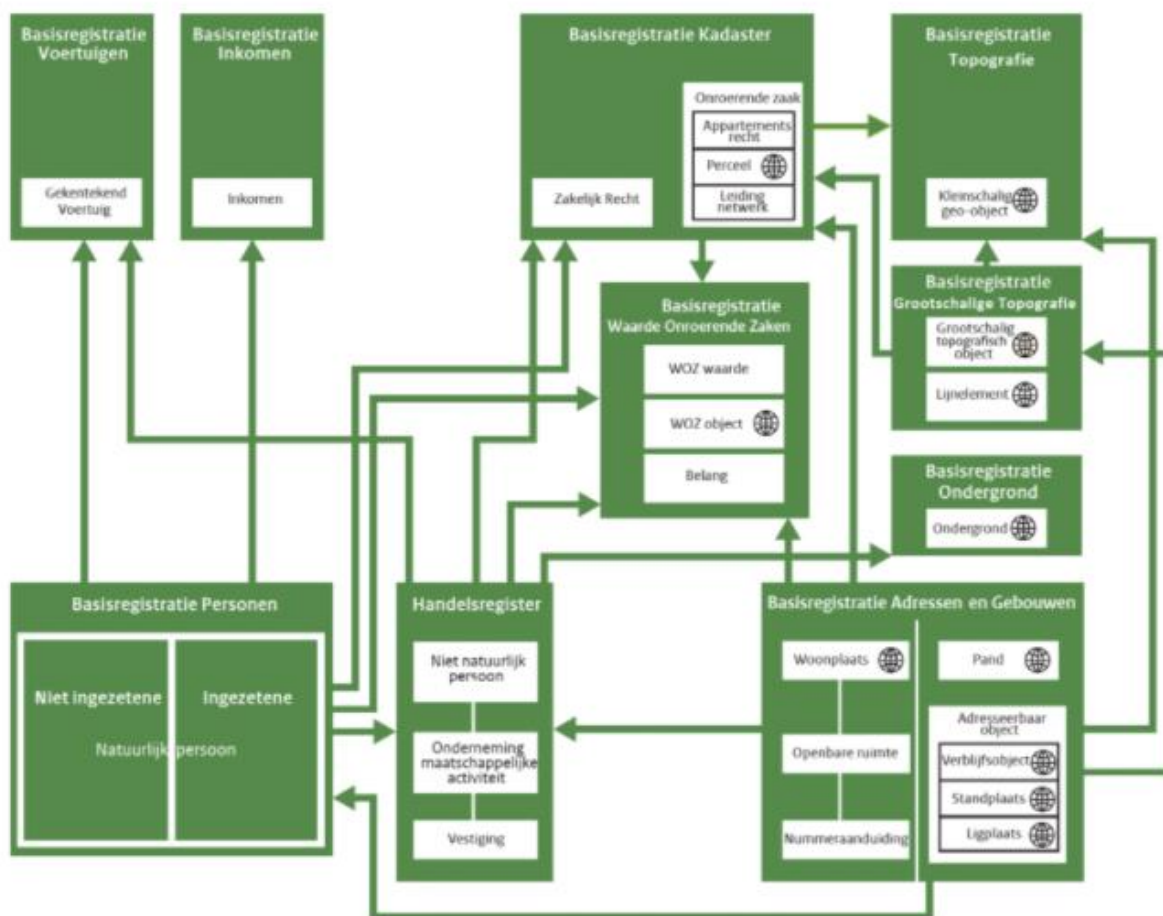 Basisregistratie
Voertuigen
Gekentekend
Voertuig
Basisregistratie
Inkomen
Inkomen
Basisregistratie Kadaster
Onroerende zaak
Appartements
recht
Perceel
Leiding
netwerk
Zakelijk Recht
Basisregistratie
Topografie
Kleinschalig
geo-object
Basisregistratie
Waarde Onroerende Zaken
WOZ waarde
WOZ object
Belang
Basisregistratie
Grootschalige Topografie
Grootschalig
topografisch
object
Lijnelement
Basisregistratie
Ondergrond
Ondergrond
Basisregistratie Personen
Niet ingezetene
Ingezetene
Natuurlijk persoon
Handelsregister
Niet natuurlijk
persoon
Onderneming
maatschappelijke
activiteit
Vestiging
Basisregistratie Adressen en Gebouwen
Woonplaats
Openbare ruimte
Nummeraanduiding
Pand
Adresseerbaar
object
Verblijfsobject
Standplaats
Ligplaats